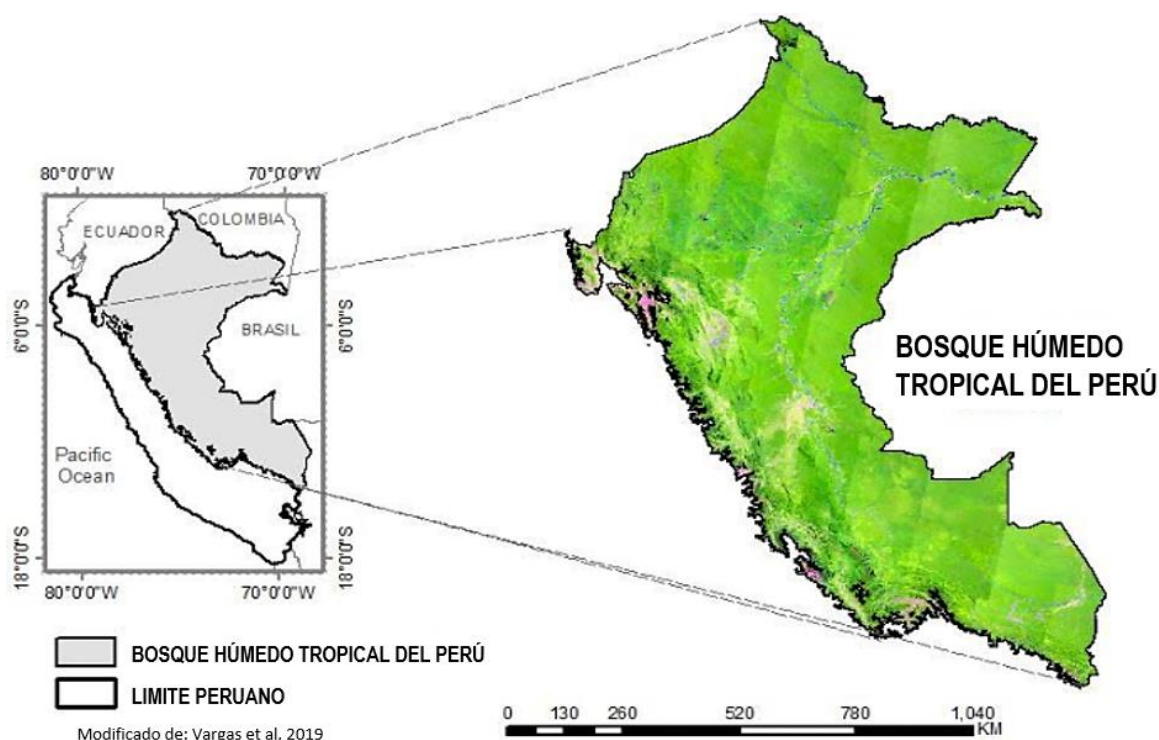 80°0'0"W
70°0'0"W
COLOMBIA
ECUADOR
6°0'0"S
6°0'0"S
BRASIL
BOSQUE HÚMEDO
TROPICAL DEL PERÚ
Pacific
Ocean
18°0'0"S
18°0'0"S
80°0'0"W
70°0'0"W
BOSQUE HÚMEDO TROPICAL DEL PERÚ
LIMITE PERUANO
Modificado de: Vargas et al. 2019
0 130 260 520 780 1,040
KM